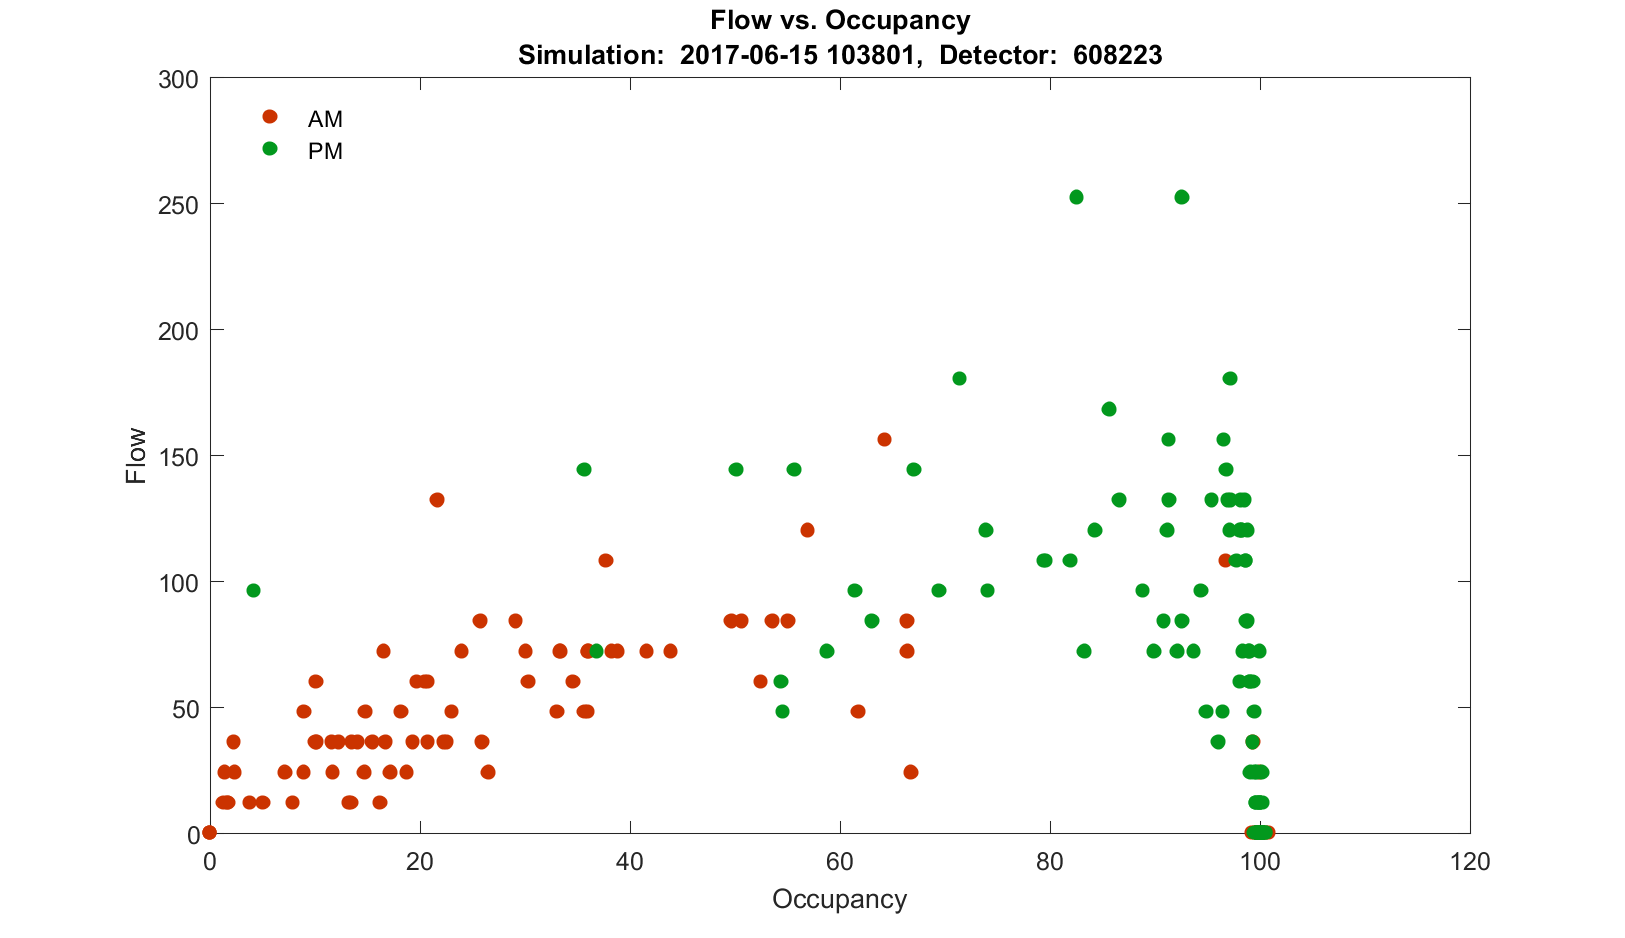 Flow vs. Occupancy
Simulation:  2017-06-15 103801,  Detector:  608223
300
250
200
150
100
50
0
Flow
AM
PM
0 20 40 60 80 100 120
Occupancy